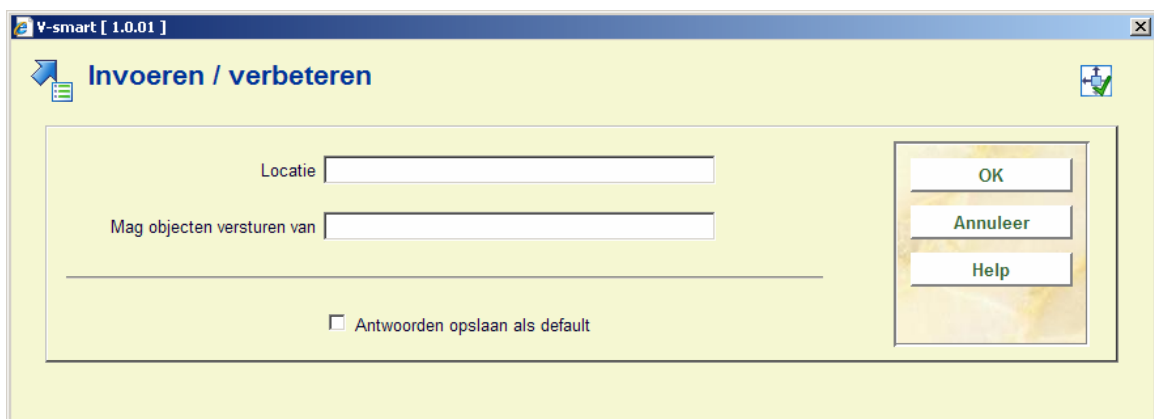 V-smart [ 1.0.01 ]
Invoeren / verbeteren
Locatie
Mag objecten versturen van
Antwoorden opslaan als default
OK
Annuleer
Help